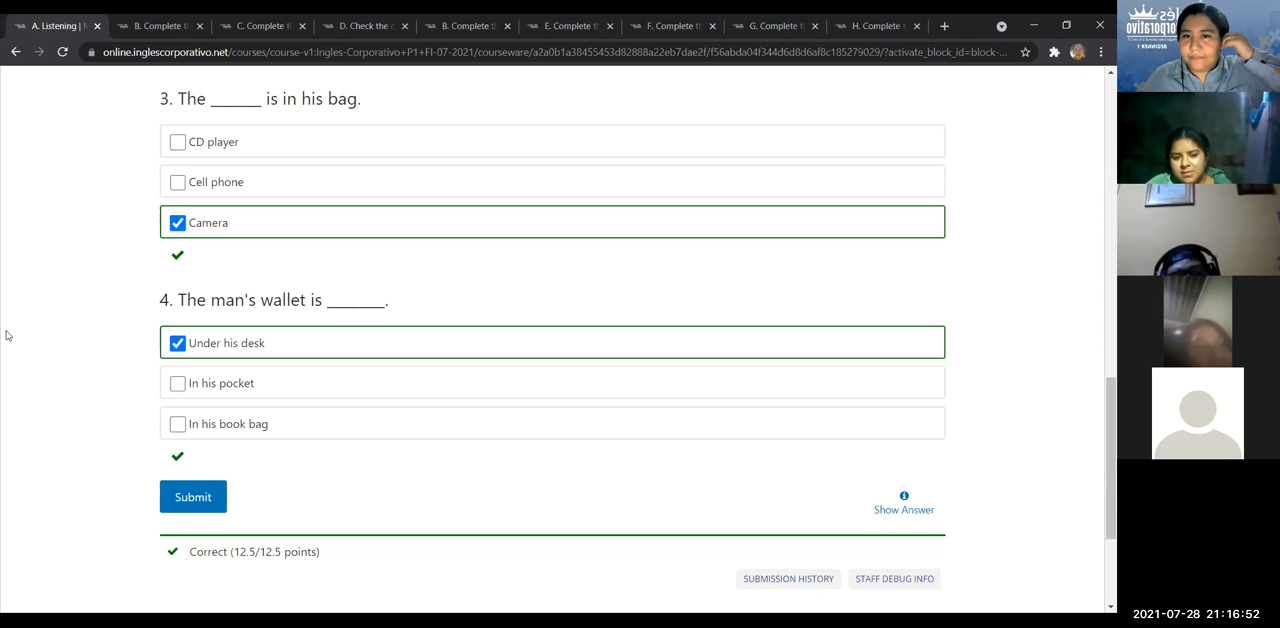 A. Listening |
B. Complete t
C. Complete
D. Check the
B. Complete t
E. Complete th
F. Complete th
G. Complete t
H. Complete
online.inglescorporativo.net/courses/course-v1:Ingles-Corporativo+P1+FI-07-2021/courseware/a2a0b1a38455453d82888a22eb7dae2f/f56abda04f344d6d8d6af8c185279029/?activate_block_id=block-...
3. The ______ is in his bag.
CD player
Cell phone
Camera
4. The man's wallet is _______.
Under his desk
In his pocket
In his book bag
Submit
Show Answer
Correct (12.5/12.5 points)
SUBMISSION HISTORY
STAFF DEBUG INFO
2021-07-28 21:16:52